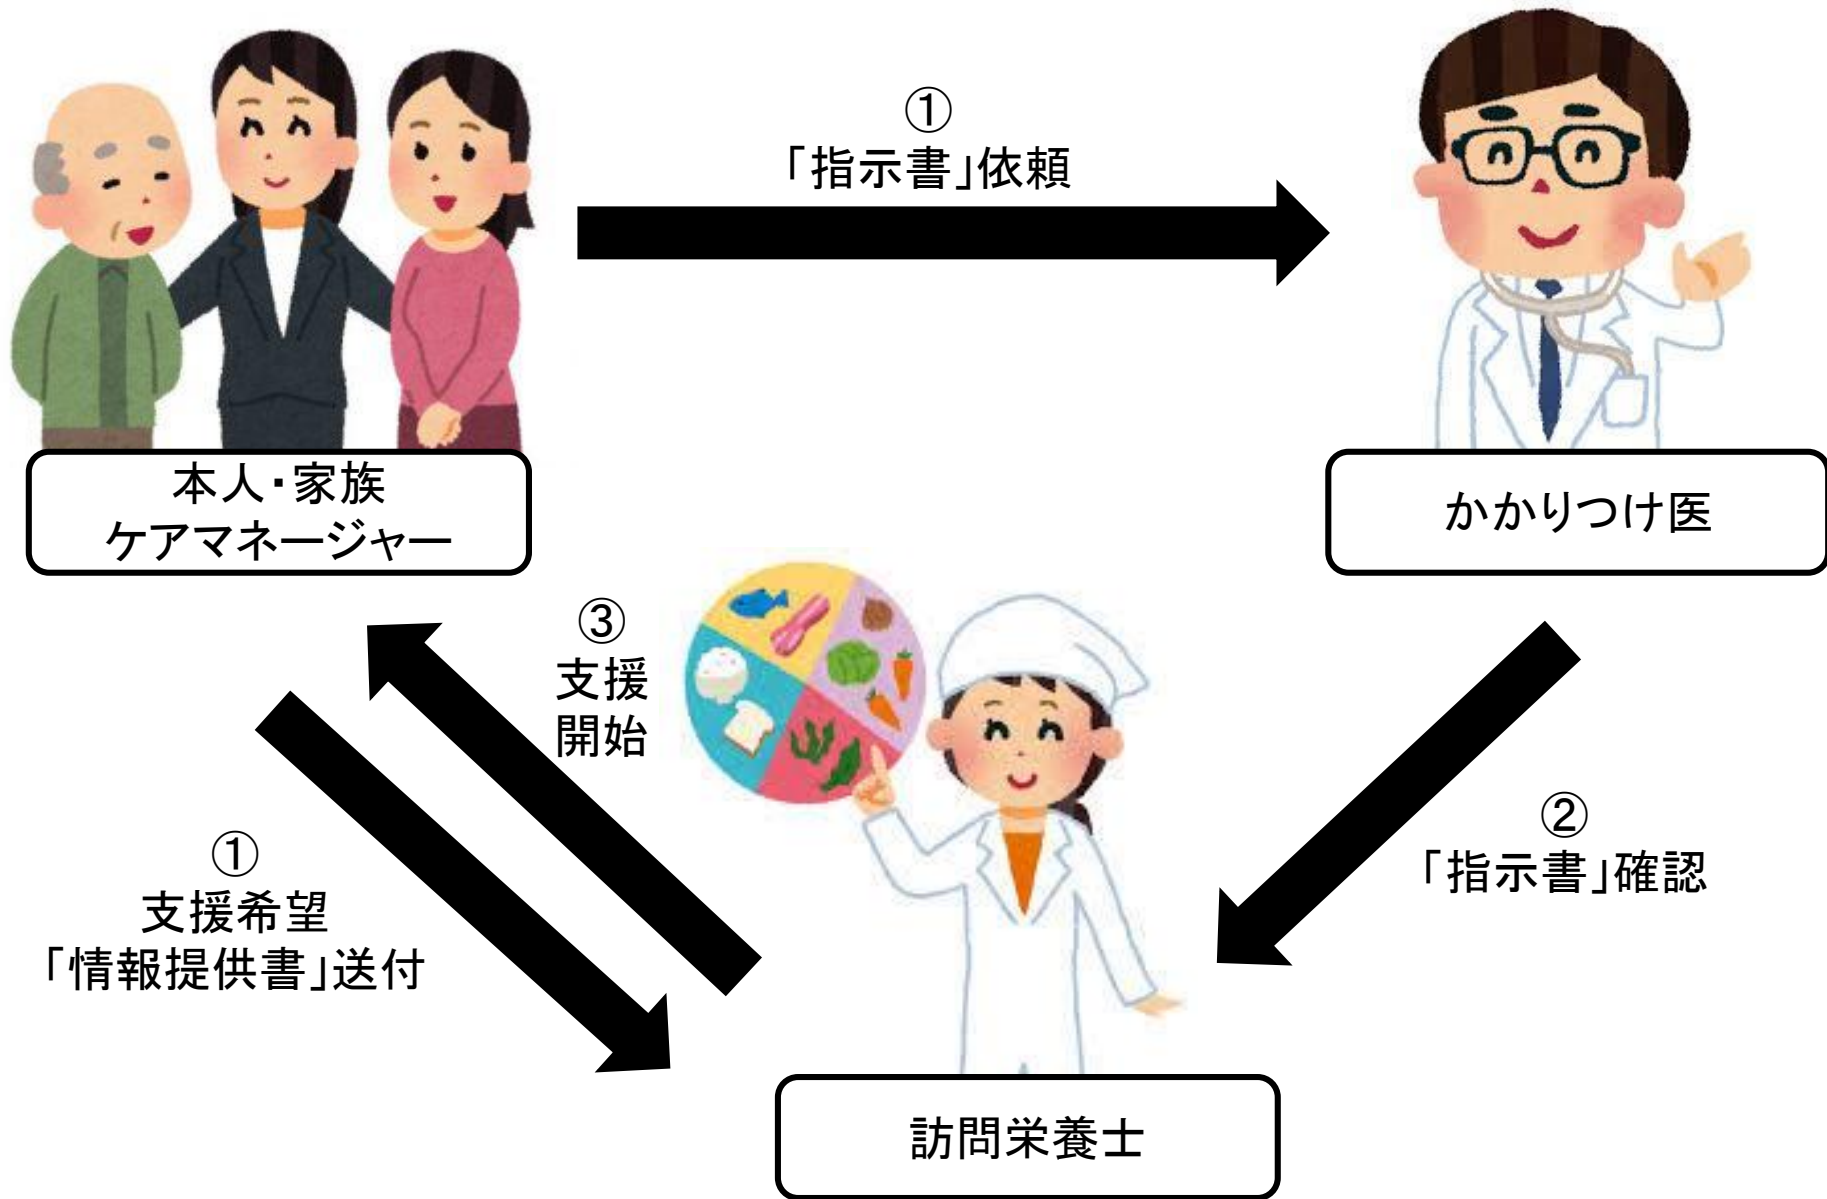 ①
「指示書」依頼
本人・家族
ケアマネージャー
かかりつけ医
③
支援
開始
①
支援希望
「情報提供書」送付
②
「指示書」確認
訪問栄養士